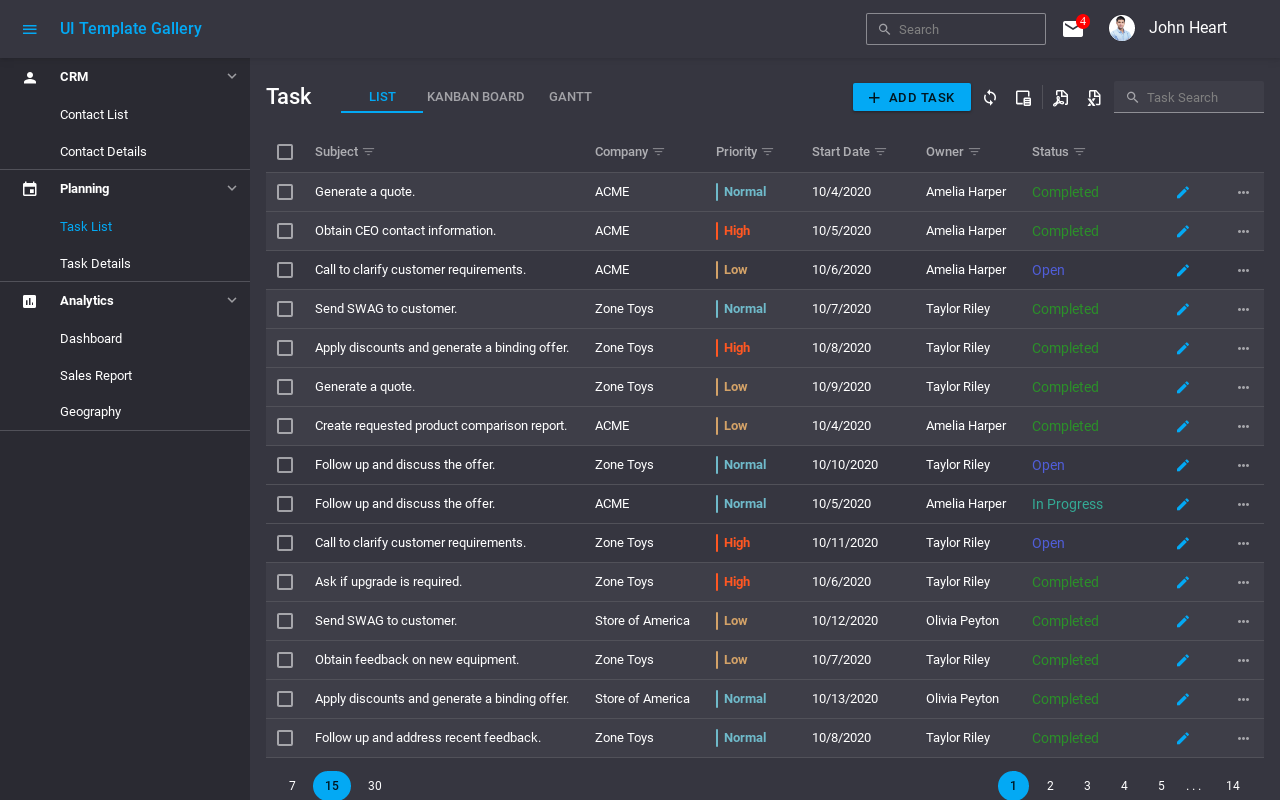 UI Template Gallery
Search
4
John Heart
CRM
Contact List
Contact Details
Planning
Task List
Task Details
Analytics
Dashboard
Sales Report
Geography
Task LIST KANBAN BOARD GANTT ADD TASK Task Search
Subject Company Priority Start Date Owner Status
Generate a quote. ACME Normal 10/4/2020 Amelia Harper Completed
Obtain CEO contact information. ACME High 10/5/2020 Amelia Harper Completed
Call to clarify customer requirements. ACME Low 10/6/2020 Amelia Harper Open
Send SWAG to customer. Zone Toys Normal 10/7/2020 Taylor Riley Completed
Apply discounts and generate a binding offer. Zone Toys High 10/8/2020 Taylor Riley Completed
Generate a quote. Zone Toys Low 10/9/2020 Taylor Riley Completed
Create requested product comparison report. ACME Low 10/4/2020 Amelia Harper Completed
Follow up and discuss the offer. Zone Toys Normal 10/10/2020 Taylor Riley Open
Follow up and discuss the offer. ACME Normal 10/5/2020 Amelia Harper In Progress
Call to clarify customer requirements. Zone Toys High 10/11/2020 Taylor Riley Open
Ask if upgrade is required. Zone Toys High 10/6/2020 Taylor Riley Completed
Send SWAG to customer. Store of America Low 10/12/2020 Olivia Peyton Completed
Obtain feedback on new equipment. Zone Toys Low 10/7/2020 Taylor Riley Completed
Apply discounts and generate a binding offer. Store of America Normal 10/13/2020 Olivia Peyton Completed
Follow up and address recent feedback. Zone Toys Normal 10/8/2020 Taylor Riley Completed
7 15 30 1 2 3 4 5 . . . 14